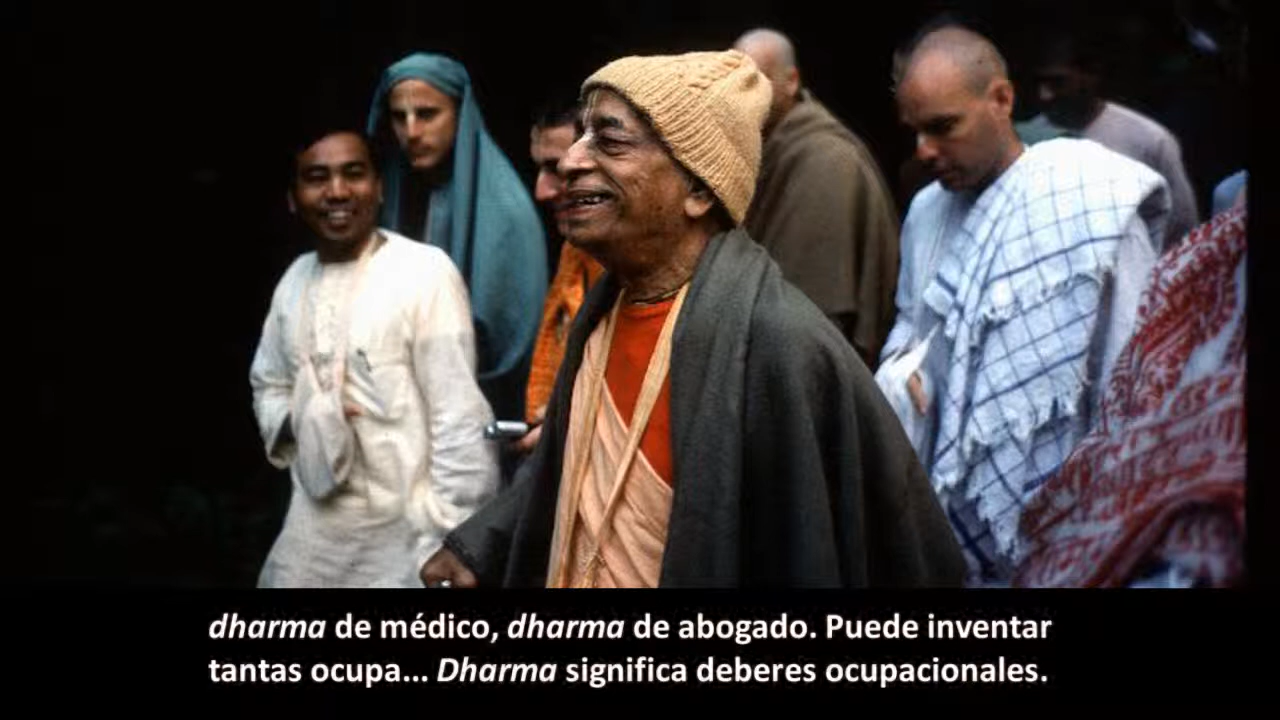 dharma de médico, dharma de abogado. Puede inventar
tantas ocupa... Dharma significa deberes ocupacionales.